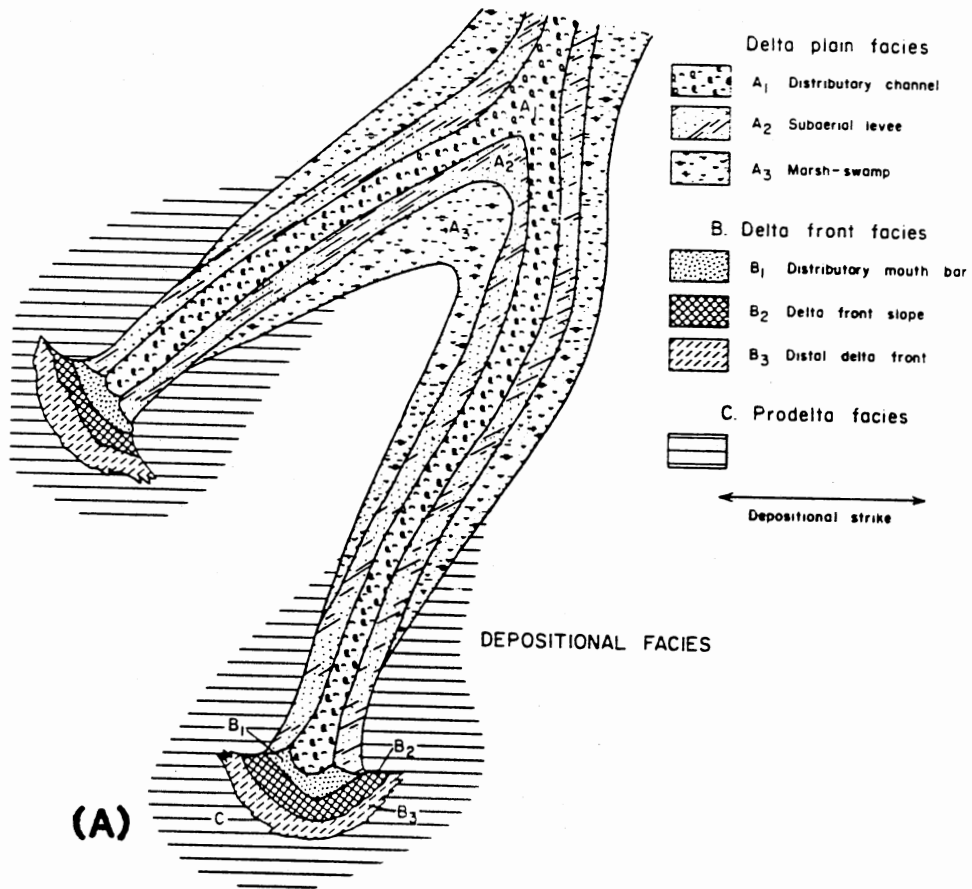 Delta plain facies
A1 Distributary channel
A2 Subaerial levee
A3 Marsh-swamp
B. Delta front facies
B1 Distributary mouth bar
B2 Delta front slope
B3 Distal delta front
C. Prodelta facies
Depositional strike
A1
A2
A3
DEPOSITIONAL FACIES
B1
B2
(A)
C
B3